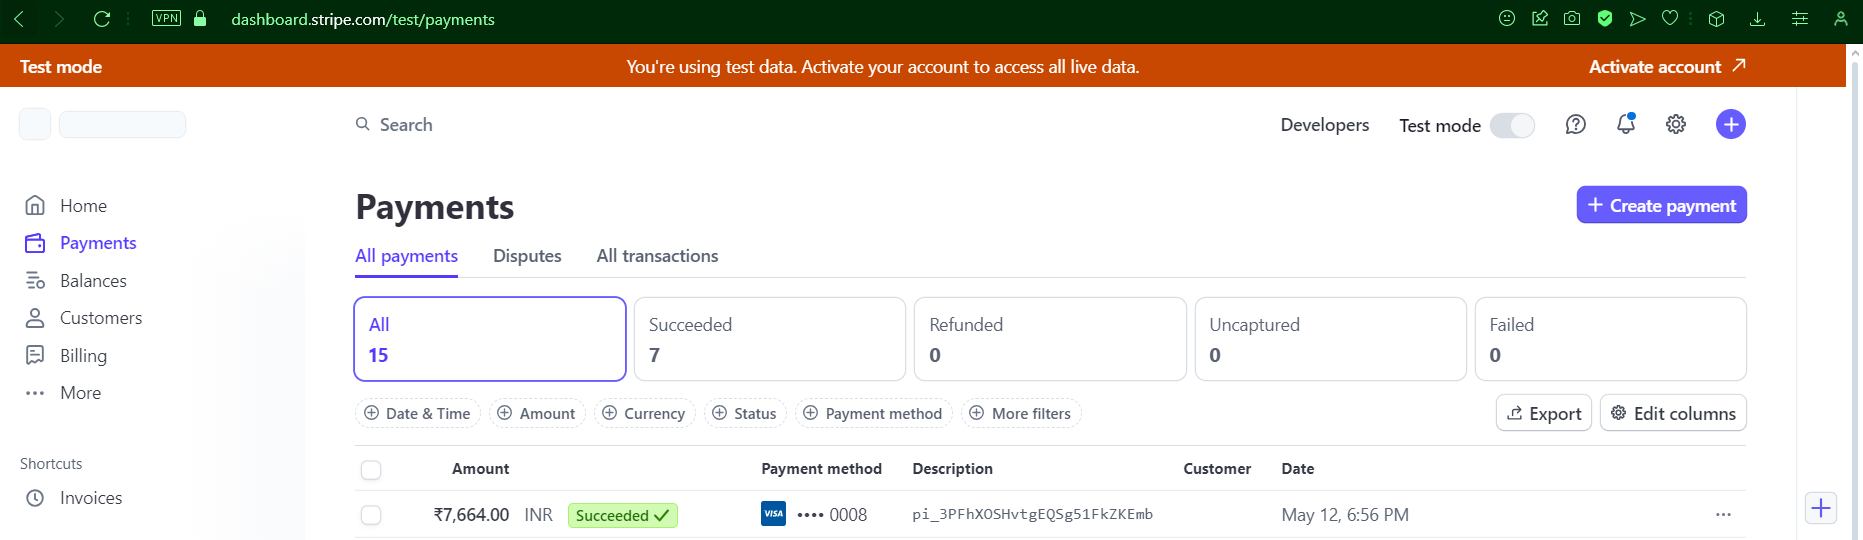 VPN dashboard.stripe.com/test/payments
Test mode You're using test data. Activate your account to access all live data. Activate account
Search Developers Test mode
Home
Payments
Balances
Customers
Billing
More
Shortcuts
Invoices
Payments
Create payment
All payments Disputes All transactions
All Succeeded Refunded Uncaptured Failed
15 7 0 0 0
Date & Time Amount Currency Status Payment method More filters Export Edit columns
Amount Payment method Description Customer Date
₹7,664.00 INR Succeeded VISA •••• 0008 pi_3PFhXOSHvtgEQSg51FkZKEmb May 12, 6:56 PM